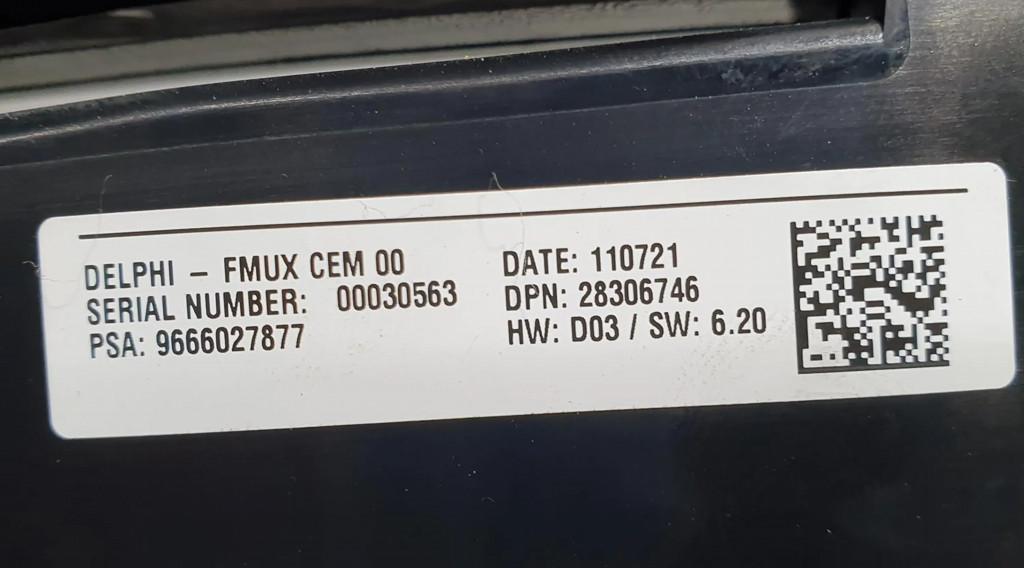 DELPHI – FMUX CEM 00
SERIAL NUMBER: 00030563
PSA: 9666027877
DATE: 110721
DPN: 28306746
HW: D03 / SW: 6.20